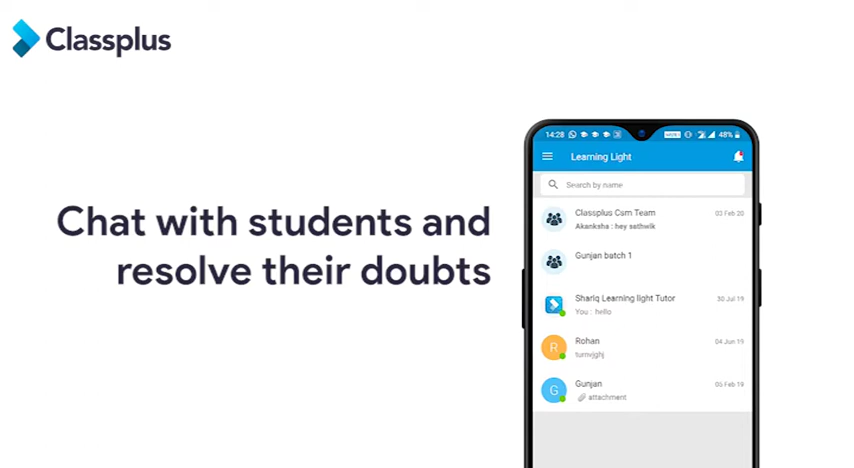 Classplus
Chat with students and
resolve their doubts
14:28
48%
Learning Light
Search by name
Classplus Csm Team
03 Feb 20
Akanksha : hey sathwik
Gunjan batch 1
Shariq Learning light Tutor
30 Jul 19
You : hello
R
Rohan
04 Jun 19
turnvjghj
G
Gunjan
05 Feb 19
attachment